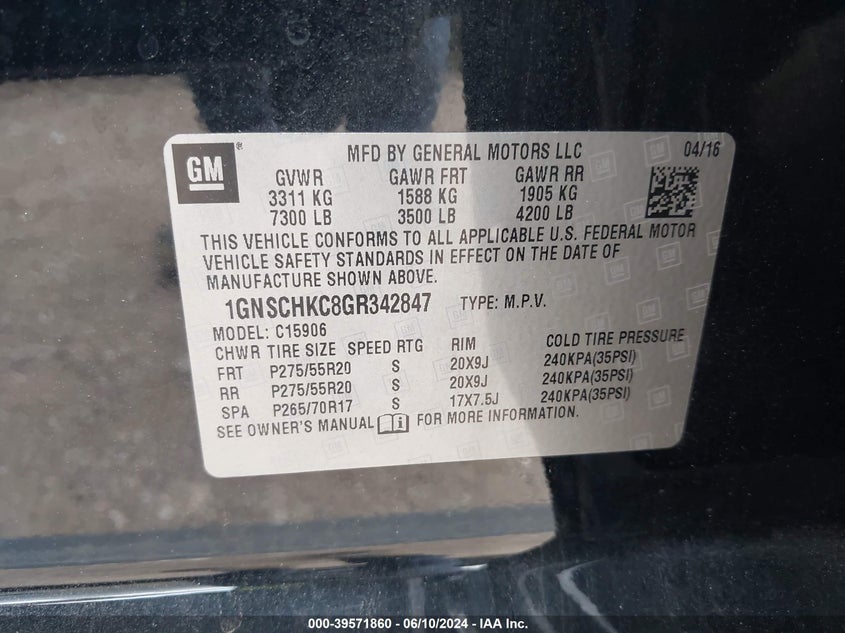 GM ® MFD BY GENERAL MOTORS LLC 04/16
GVWR GAWR FRT GAWR RR
3311 KG 1588 KG 1905 KG
7300 LB 3500 LB 4200 LB
THIS VEHICLE CONFORMS TO ALL APPLICABLE U.S. FEDERAL MOTOR
VEHICLE SAFETY STANDARDS IN EFFECT ON THE DATE OF
MANUFACTURE SHOWN ABOVE.
1GNSCHKC8GR342847 TYPE: M.P.V.
MODEL: C15906
CHWR TIRE SIZE SPEED RTG RIM COLD TIRE PRESSURE
FRT P275/55R20 S 20X9J 240KPA(35PSI)
RR P275/55R20 S 20X9J 240KPA(35PSI)
SPA P265/70R17 S 17X7.5J 240KPA(35PSI)
SEE OWNER'S MANUAL FOR MORE INFORMATION.
000-39571860 - 06/10/2024 - IAA Inc.